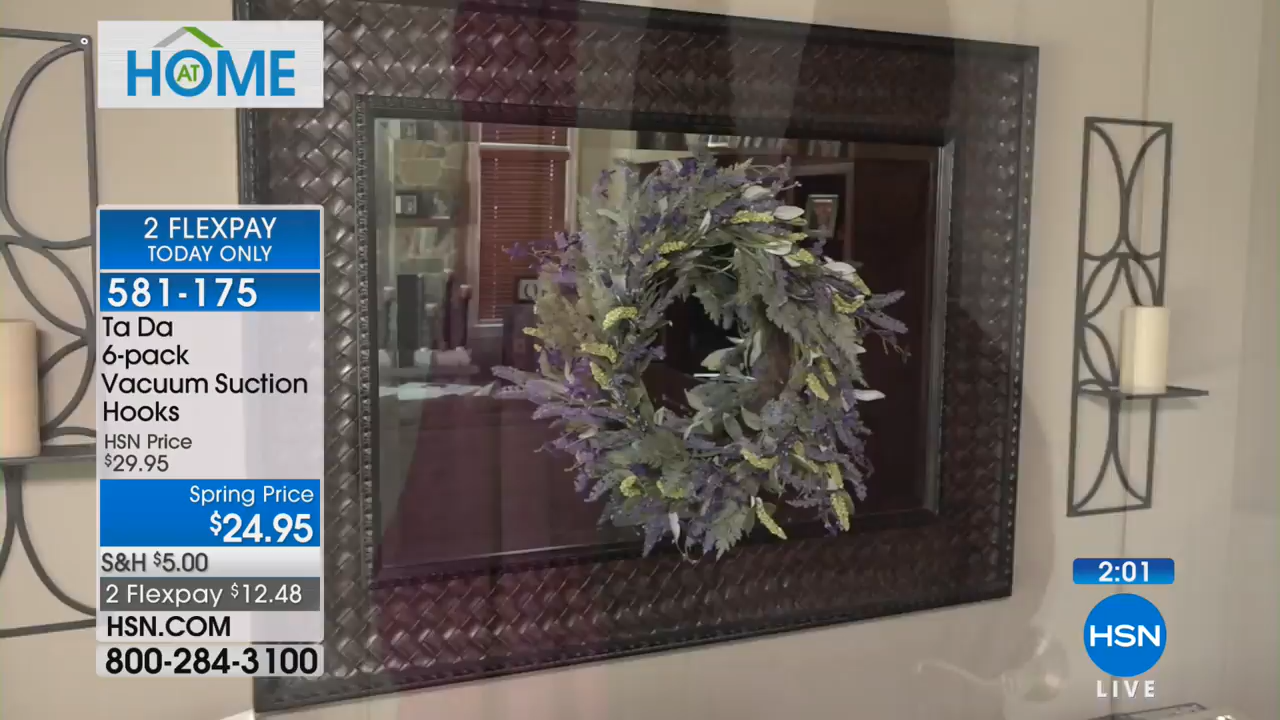 AT HOME
2 FLEXPAY
TODAY ONLY
581-175
Ta Da
6-pack
Vacuum Suction
Hooks
HSN Price
$29.95
Spring Price
$24.95
S&H $5.00
2 Flexpay $12.48
HSN.COM
800-284-3100
2:01
HSN
LIVE